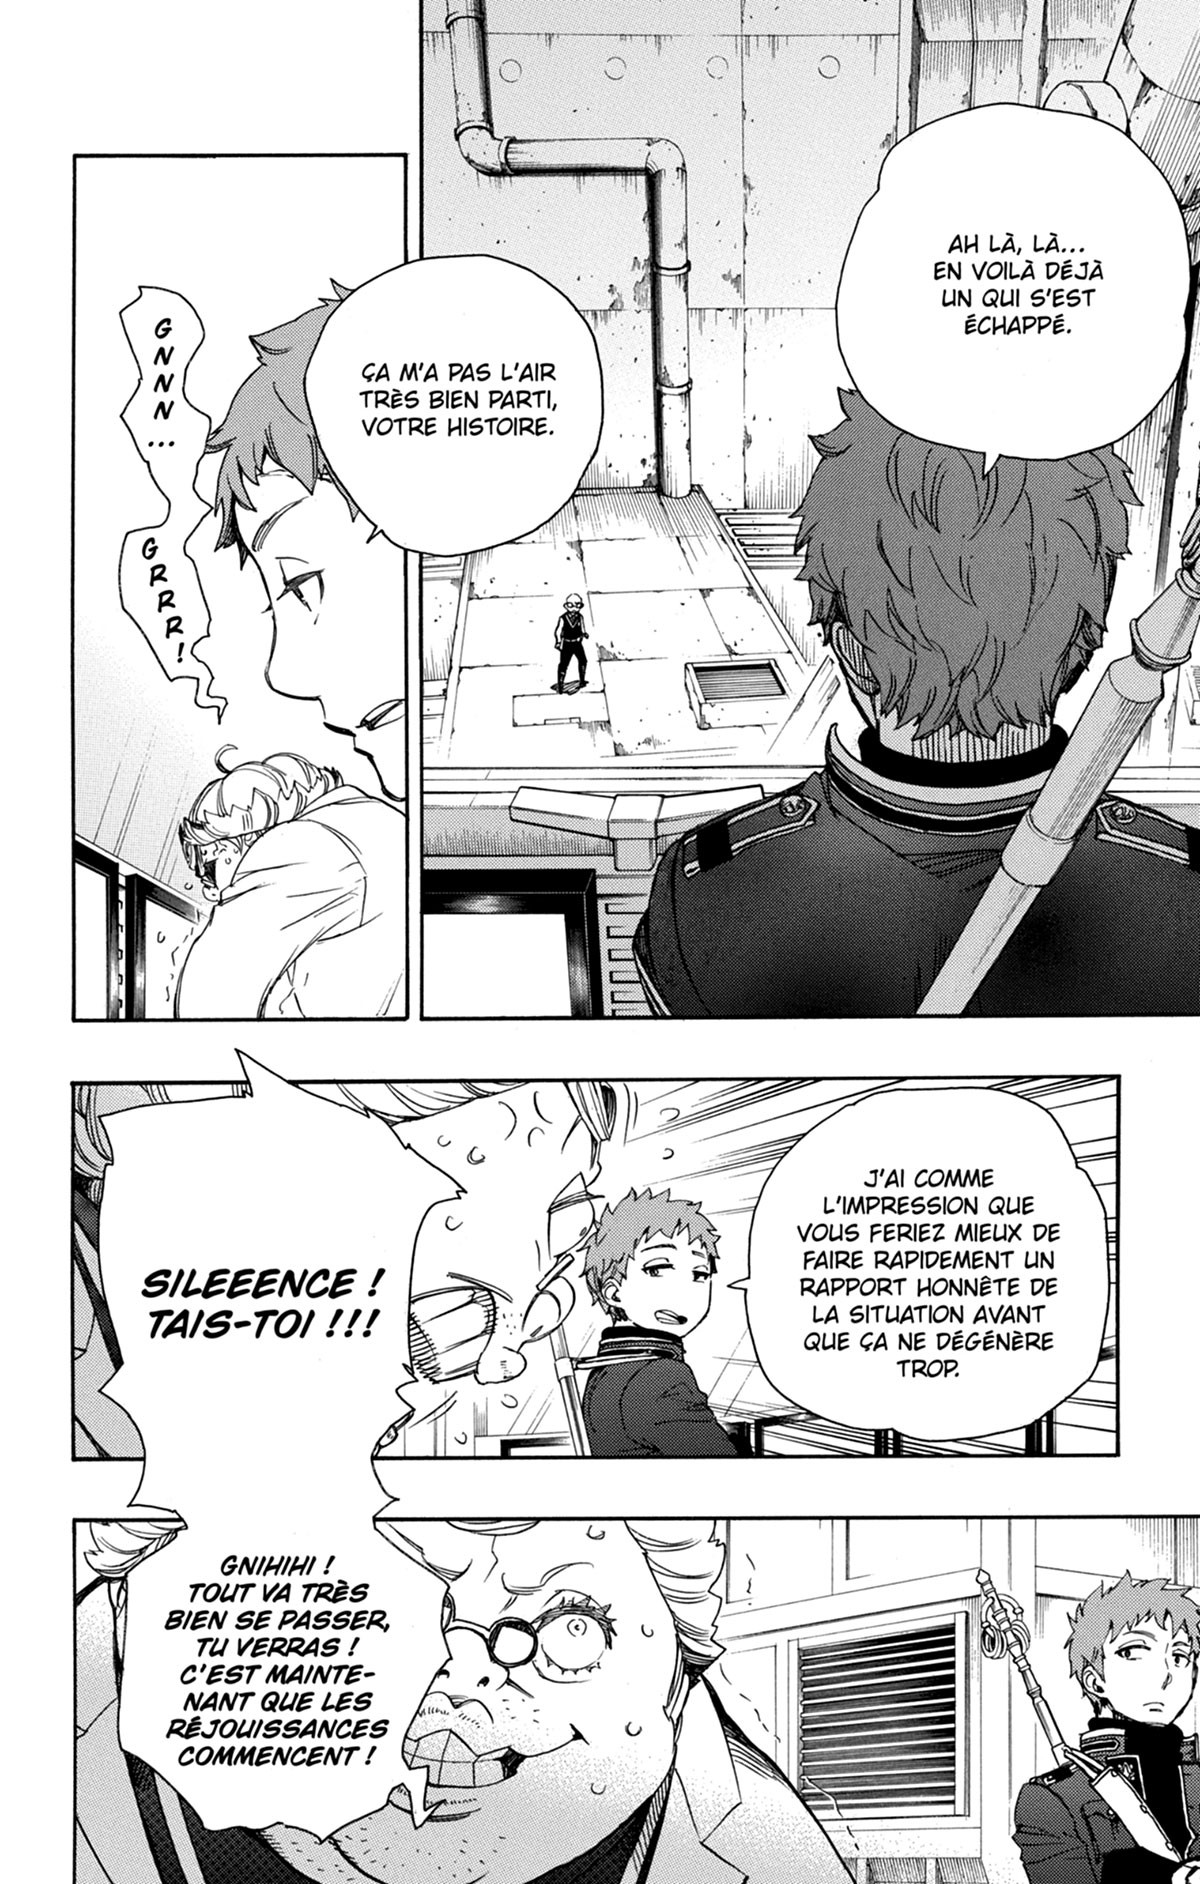 AH LÀ, LÀ...
EN VOILÀ DÉJÀ
UN QUI S'EST
ÉCHAPPÉ.
ÇA M'A PAS L'AIR
TRÈS BIEN PARTI,
VOTRE HISTOIRE.
GNNN...
GRRR!
J'AI COMME
L'IMPRESSION QUE
VOUS FERIEZ MIEUX DE
FAIRE RAPIDEMENT UN
RAPPORT HONNÊTE DE
LA SITUATION AVANT
QUE ÇA NE DÉGÉNÈRE
TROP.
SILEEENCE !
TAIS-TOI !!!
GNIHIHI !
TOUT VA TRÈS
BIEN SE PASSER,
TU VERRAS !
C'EST MAINTE-
NANT QUE LES
RÉJOUISSANCES
COMMENCENT !